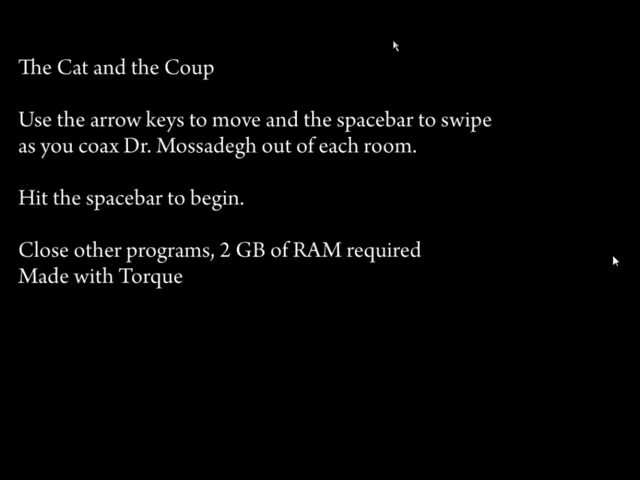 The Cat and the Coup
Use the arrow keys to move and the spacebar to swipe
as you coax Dr. Mossadegh out of each room.
Hit the spacebar to begin.
Close other programs, 2 GB of RAM required
Made with Torque